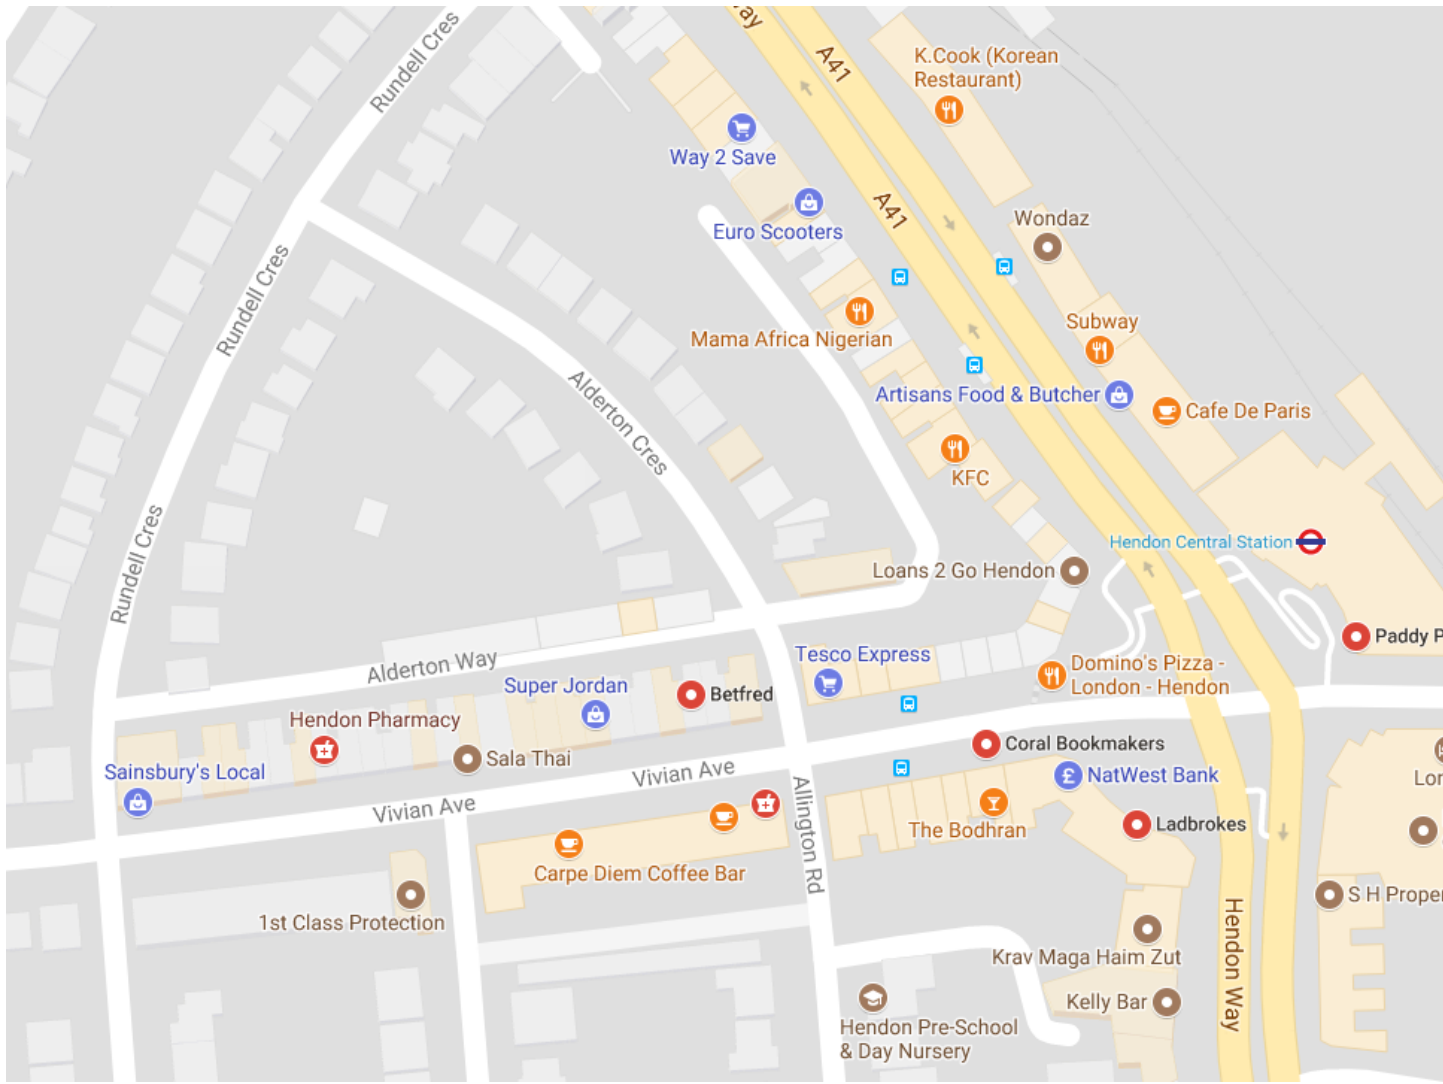 Rundell Cres
Way
A41
K.Cook (Korean
Restaurant)
Way 2 Save
A41
Euro Scooters
Wondaz
Rundell Cres
Mama Africa Nigerian
Subway
Alderton Cres
Artisans Food & Butcher
Cafe De Paris
KFC
Rundell Cres
Hendon Central Station
Loans 2 Go Hendon
Paddy P
Alderton Way
Tesco Express
Domino's Pizza -
London - Hendon
Super Jordan
Betfred
Hendon Pharmacy
Sala Thai
Coral Bookmakers
Sainsbury's Local
Vivian Ave
£
NatWest Bank
Lon
Vivian Ave
Allington Rd
The Bodhran
Ladbrokes
Carpe Diem Coffee Bar
1st Class Protection
S H Proper
Hendon Way
Krav Maga Haim Zut
Kelly Bar
Hendon Pre-School
& Day Nursery